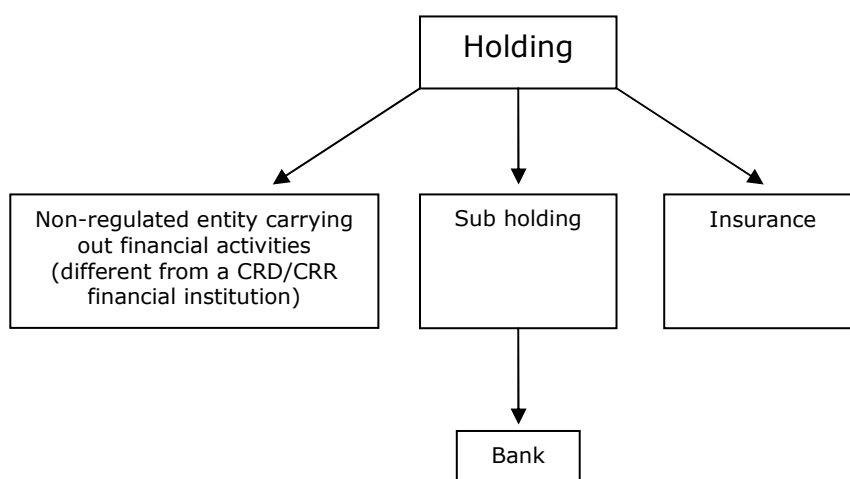 Holding
Non-regulated entity carrying
out financial activities
(different from a CRD/CRR
financial institution)
Sub holding
Insurance
Bank